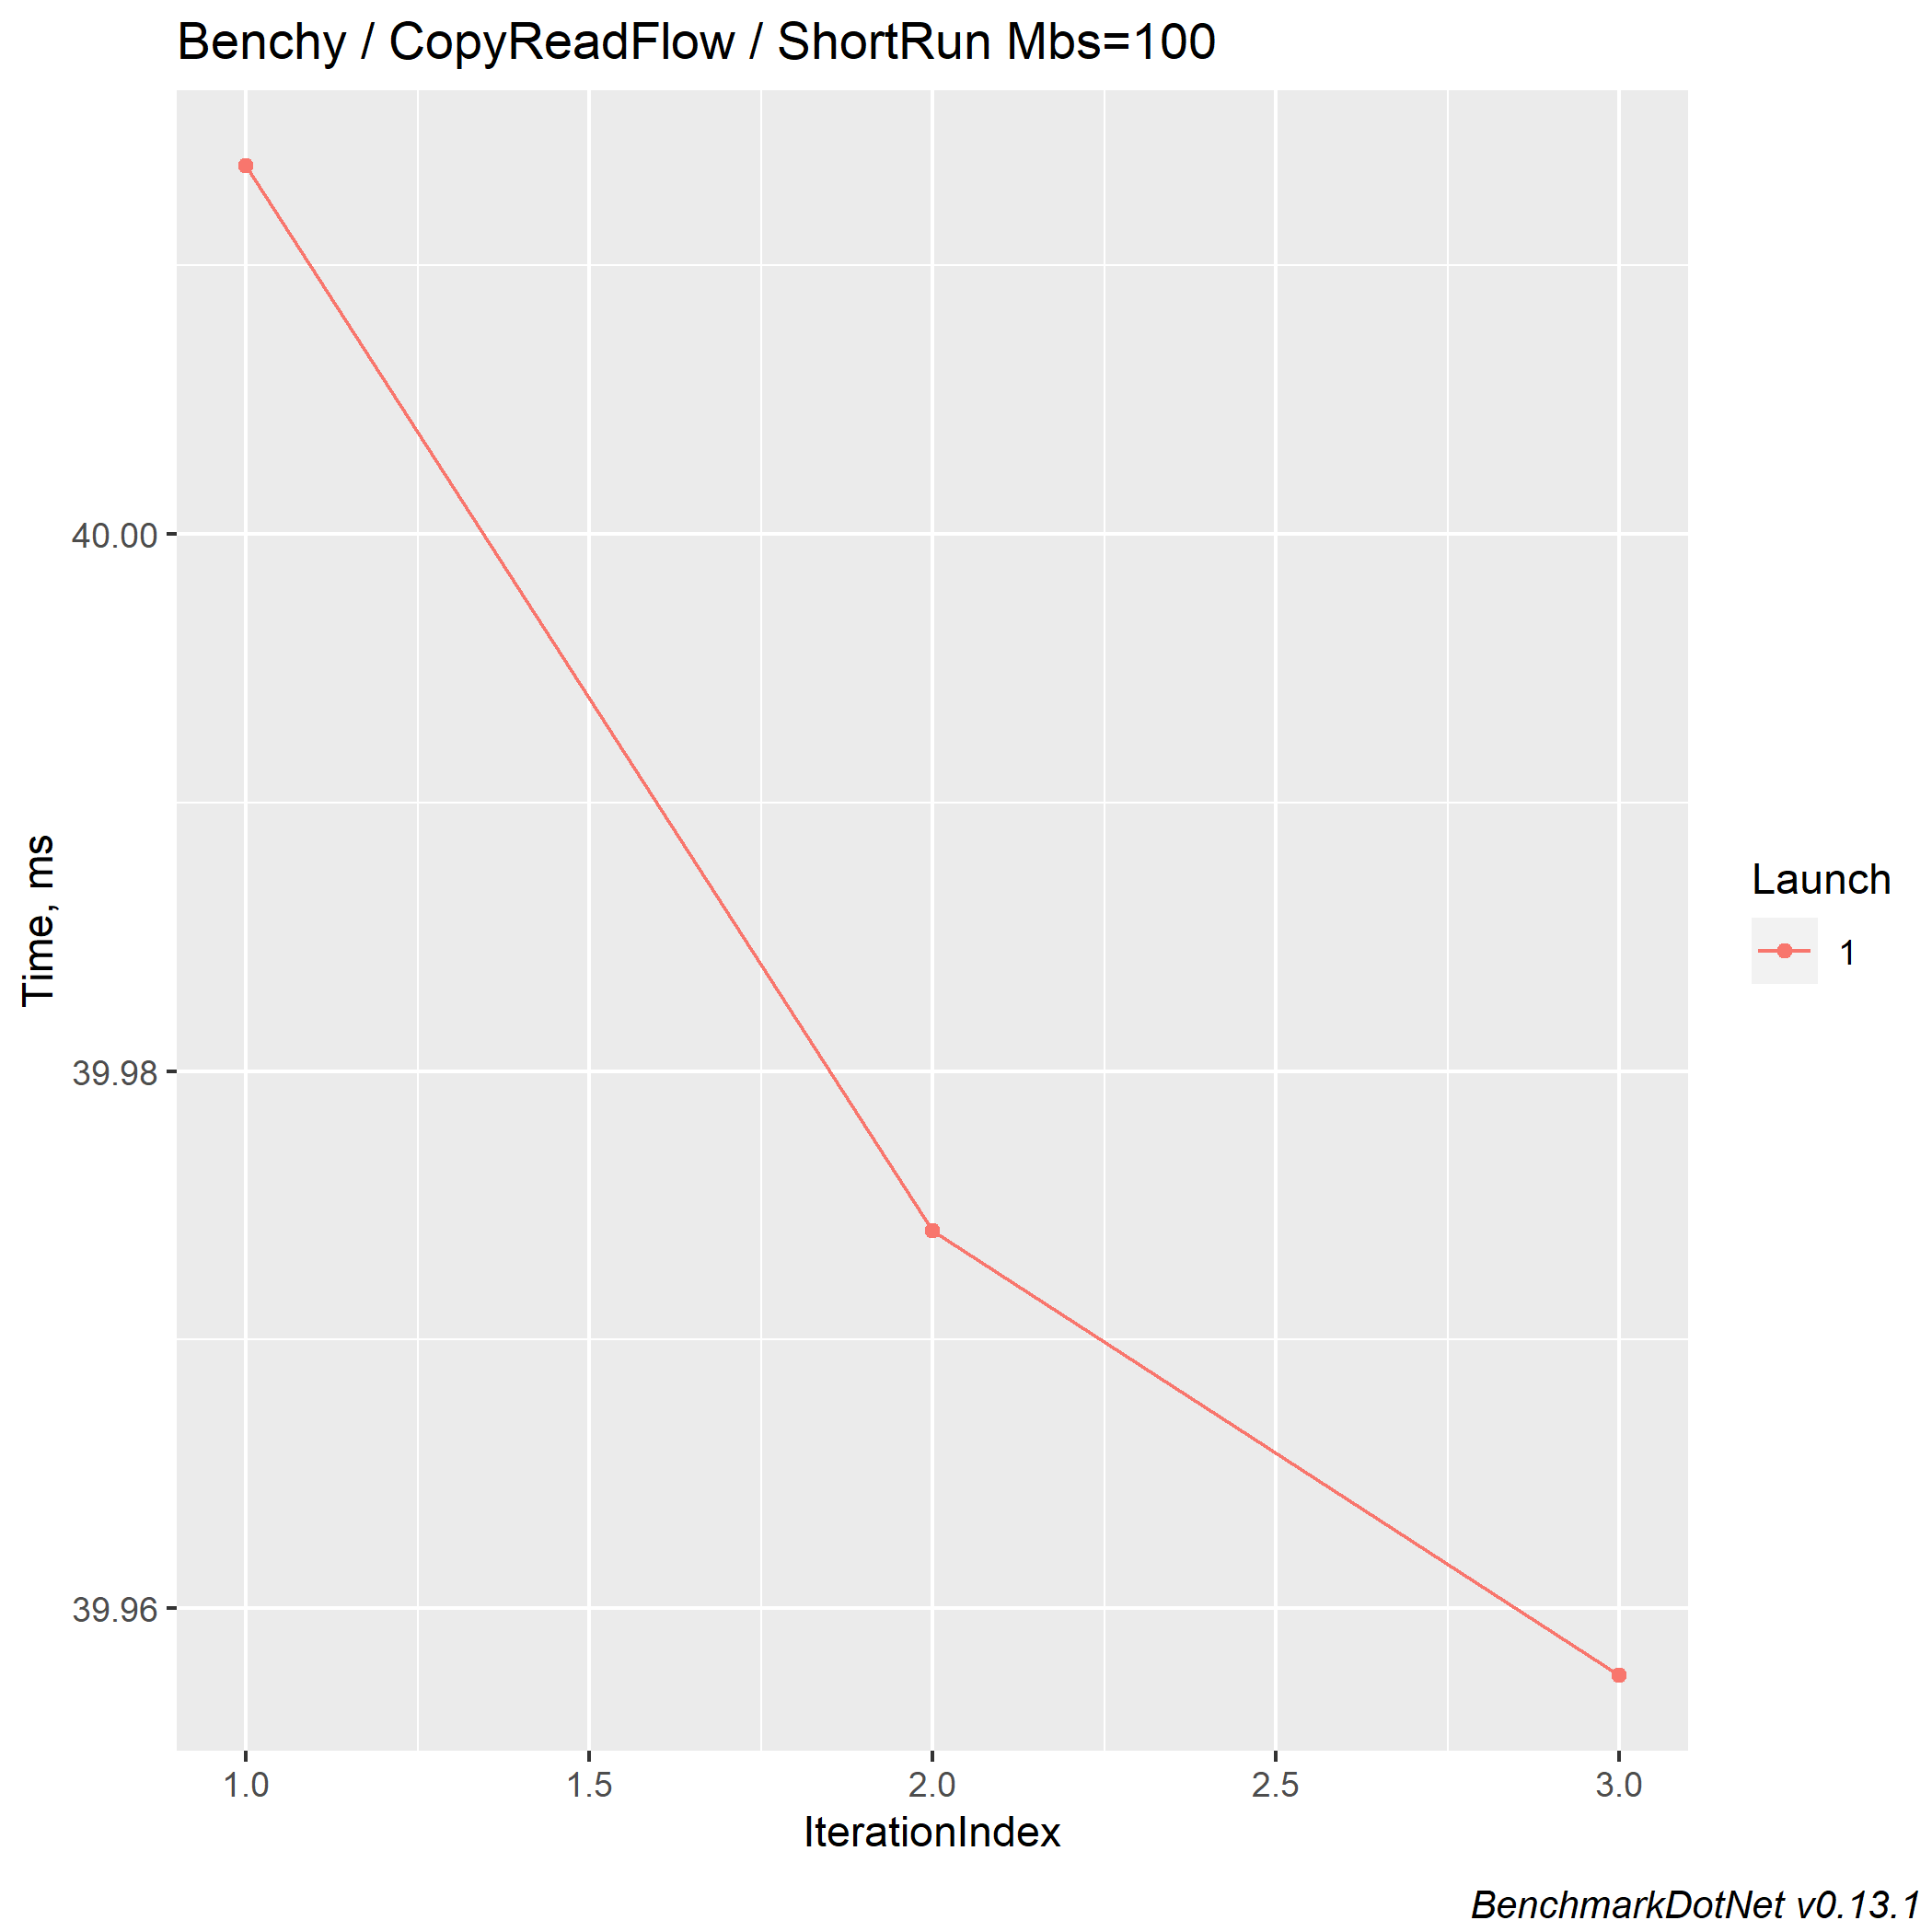 Benchy / CopyReadFlow / ShortRun Mbs=100
Time, ms
40.00
39.98
39.96
1.0 1.5 2.0 2.5 3.0
IterationIndex
Launch
1
BenchmarkDotNet v0.13.1